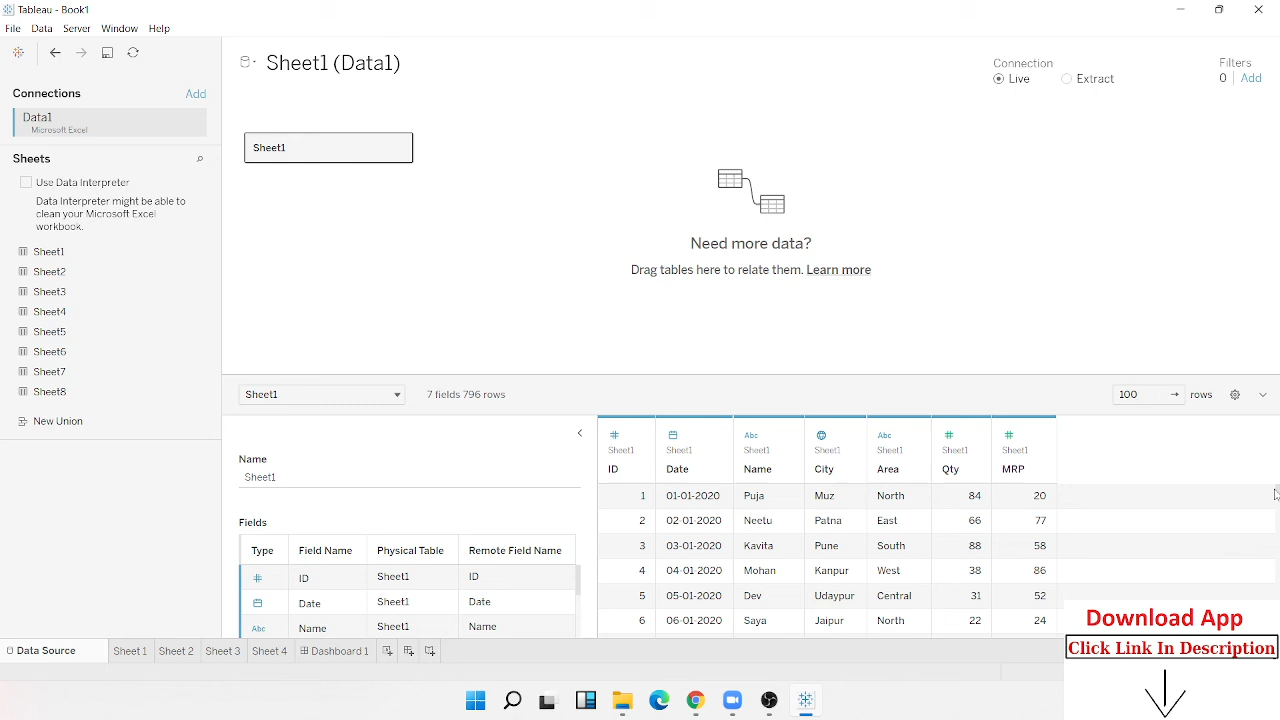 Tableau - Book1
File Data Server Window Help
Connections Add
Data1
Microsoft Excel
Sheets
Use Data Interpreter
Data Interpreter might be able to
clean your Microsoft Excel
workbook.
Sheet1
Sheet2
Sheet3
Sheet4
Sheet5
Sheet6
Sheet7
Sheet8
New Union
Sheet1 (Data1)
Connection
Live Extract
Filters
0 Add
Sheet1
Need more data?
Drag tables here to relate them. Learn more
Sheet1 7 fields 796 rows 100 → rows
Name
Sheet1
Fields
Type Field Name Physical Table Remote Field Name
# ID Sheet1 ID
Date Sheet1 Date
Abc Name Sheet1 Name
# Abc Abc # #
Sheet1 Sheet1 Sheet1 Sheet1 Sheet1 Sheet1 Sheet1
ID Date Name City Area Qty MRP
1 01-01-2020 Puja Muz North 84 20
2 02-01-2020 Neetu Patna East 66 77
3 03-01-2020 Kavita Pune South 88 58
4 04-01-2020 Mohan Kanpur West 38 86
5 05-01-2020 Dev Udaypur Central 31 52
6 06-01-2020 Saya Jaipur North 22 24
Download App
Click Link In Description
Data Source Sheet 1 Sheet 2 Sheet 3 Sheet 4 Dashboard 1